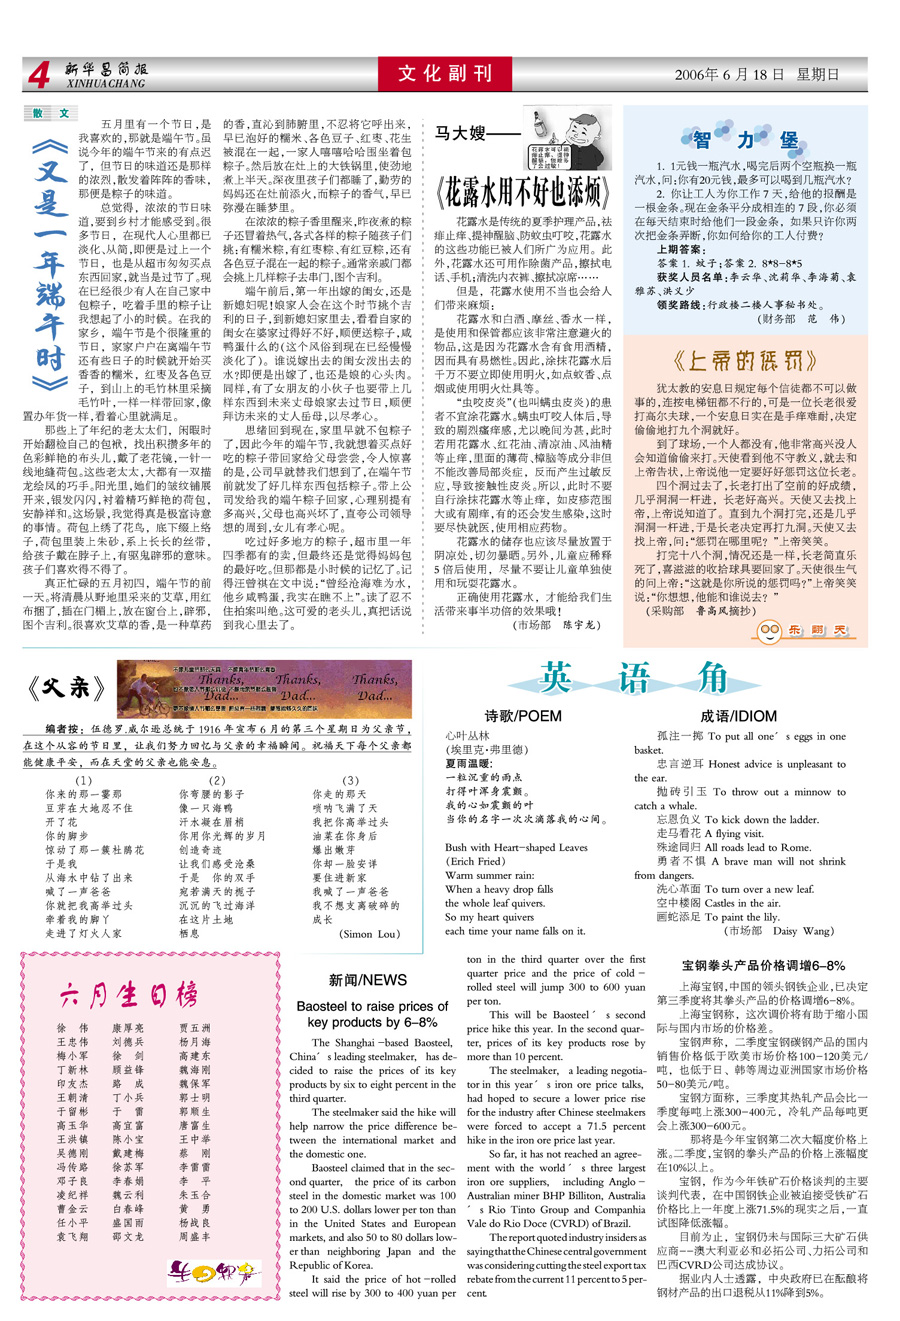 4
新华昌简报
XINHUACHANG
文化副刊
2006年 6 月 18 日 星期日
散 文
《又是一年端午时》
五月里有一个节日,是
我喜欢的,那就是端午节。虽
说今年的端午节来的有点迟
了，但节日的味道还是那样
的浓烈,散发着阵阵的香味,
那便是粽子的味道。
总觉得，浓浓的节日味
道,要到乡村才能感受到。很
多节日，在现代人心里都已
淡化、从简,即便是过上一个
节日，也是从超市匆匆买点
东西回家,就当是过节了。现
在已经很少有人在自己家中
包粽子，吃着手里的粽子让
我想起了小的时候。在我的
家乡，端午节是个很隆重的
节日，家家户户在离端午节
还有些日子的时候就开始买
香香的糯米，红枣及各色豆
子，到山上的毛竹林里采摘
毛竹叶,一样一样带回家,像
置办年货一样,看着心里就满足。
那些上了年纪的老太太们，闲暇时
开始翻检自己的包袱，找出积攒多年的
色彩鲜艳的布头儿,戴了老花镜,一针一
线地缝荷包。这些老太太,大都有一双描
龙绘凤的巧手。阳光里,她们的皱纹铺展
开来,银发闪闪,衬着精巧鲜艳的荷包，
安静祥和。这场景,我觉得真是极富诗意
的事情。荷包上绣了花鸟，底下缀上络
子,荷包里装上朱砂,系上长长的丝带，
给孩子戴在脖子上,有驱鬼辟邪的意味。
孩子们喜欢得不得了。
真正忙碌的五月初四，端午节的前
一天。将清晨从野地里采来的艾草,用红
布捆了,插在门楣上,放在窗台上,辟邪,
图个吉利。很喜欢艾草的香,是一种草药
的香,直沁到肺腑里,不忍将它呼出来,
早已泡好的糯米、各色豆子、红枣、花生
被混在一起,一家人嘻嘻哈哈围坐着包
粽子。然后放在灶上的大铁锅里,使劲地
煮上半天。深夜里孩子们都睡了,勤劳的
妈妈还在灶前添火,而粽子的香气,早已
弥漫在睡梦里。
在浓浓的粽子香里醒来,昨夜煮的粽
子还冒着热气,各式各样的粽子随孩子们
挑:有糯米粽,有红枣粽、有红豆粽,还有
各色豆子混在一起的粽子。通常亲戚门都
会挑上几样粽子去串门,图个吉利。
端午前后,第一年出嫁的闺女,还是
新媳妇呢!娘家人会在这个时节挑个吉
利的日子,到新媳妇家里去,看看自家的
闺女在婆家过得好不好,顺便送粽子,咸
鸭蛋什么的(这个风俗到现在已经慢慢
淡化了)。谁说嫁出去的闺女泼出去的
水?即便是出嫁了,也还是娘的心头肉。
同样,有了女朋友的小伙子也要带上几
样东西到未来丈母娘家去过节日,顺便
拜访未来的丈人岳母,以尽孝心。
思绪回到现在,家里早就不包粽子
了,因此今年的端午节,我就想着买点好
吃的粽子带回家给父母尝尝,令人惊喜
的是,公司早就替我们想到了,在端午节
前就发了好几样东西包括粽子。带上公
司发给我的端午粽子回家,心理别提有
多高兴,父母也高兴坏了,直夸公司领导
想的周到,女儿有孝心呢。
吃过好多地方的粽子,超市里一年
四季都有的卖,但最终还是觉得妈妈包
的最好吃。但那都是小时候的记忆了。记
得汪曾祺在文中说:“曾经沧海难为水,
他乡咸鸭蛋,我实在瞧不上”。读了忍不
住拍案叫绝。这可爱的老头儿,真把话说
到我心里去了。
马大嫂——
《花露水用不好也添烦》
花露水是传统的夏季护理产品,祛
痱止痒、提神醒脑、防蚊虫叮咬,花露水
的这些功能已被人们所广为应用。此
外,花露水还可用作除菌产品,擦拭电
话、手机;清洗内衣裤、擦拭凉席……
但是，花露水使用不当也会给人
们带来麻烦。
花露水和白酒、摩丝、香水一样,
是使用和保管都应该非常注意避火的
物品,这是因为花露水含有食用酒精,
因而具有易燃性。因此,涂抹花露水后
千万不要立即使用明火,如点蚊香、点
烟或使用明火灶具等。
“虫咬皮炎”(也叫螨虫皮炎)的患
者不宜涂花露水。螨虫叮咬人体后,导
致的剧烈瘙痒感,尤以晚间为甚,此时
若用花露水、红花油、清凉油、风油精
等止痒,里面的薄荷、樟脑等成分非但
不能改善局部炎症，反而产生过敏反
应,导致接触性皮炎。所以,此时不要
自行涂抹花露水等止痒，如皮疹范围
大或有剧痒,有的还会发生感染,这时
要尽快就医,使用相应药物。
花露水的储存也应该尽量放置于
阴凉处,切勿暴晒。另外,儿童应稀释
5 倍后使用，尽量不要让儿童单独使
用和玩耍花露水。
正确使用花露水，才能给我们生
活带来事半功倍的效果哦!
(市场部 陈宇龙)
智力堡
1. 1元钱一瓶汽水,喝完后两个空瓶换一瓶
汽水,问:你有20元钱,最多可以喝到几瓶汽水?
2. 你让工人为你工作 7 天,给他的报酬是
一根金条。现在金条平分成相连的 7 段,你必须
在每天结束时给他们一段金条，如果只许你两
次把金条弄断,你如何给你的工人付费?
上期答案:
答案 1. 蚊子;答案 2. 8*8-8*5
获奖人员名单:李云华、沈莉华、李海菊、袁
雅苏、洪义少
领奖路线:行政楼二楼人事秘书处。
(财务部 范 伟)
《上帝的惩罚》
犹太教的安息日规定每个信徒都不可以做
事的,连按电梯钮都不行的,可是一位长老很爱
打高尔夫球,一个安息日实在是手痒难耐,决定
偷偷地打九个洞就好。
到了球场,一个人都没有,他非常高兴没人
会知道偷偷来打。天使看到他不守教义,就去和
上帝告状,上帝说他一定要好好惩罚这位长老。
四个洞过去了,长老打出了空前的好成绩，
几乎洞洞一杆进，长老好高兴。天使又去找上
帝,上帝说知道了。直到九个洞打完,还是几乎
洞洞一杆进,于是长老决定再打九洞。天使又去
找上帝,问:“惩罚在哪里呢？”上帝笑笑。
打完十八个洞,情况还是一样,长老简直乐
死了,喜滋滋的收拾球具要回家了。天使很生气
的问上帝:“这就是你所说的惩罚吗?”上帝笑笑
说:“你想想,他能和谁说去？”
(采购部 鲁高风摘抄)
乐翻天
《父亲》
Thanks, Thanks, Thanks,
Dad... Dad... Dad...
编者按：伍德罗.威尔逊总统于 1916 年宣布 6 月的第三个星期日为父亲节,
在这个从容的节日里，让我们努力回忆与父亲的幸福瞬间。祝福天下每个父亲都
能健康平安，而在天堂的父亲也能安息。
(1)
你来的那一霎那
豆芽在大地忍不住
开了花
你的脚步
惊动了那一簇杜鹃花
于是我
从海水中钻了出来
喊了一声爸爸
你就把我高举过头
牵着我的脚丫
走进了灯火人家
(2)
你弯腰的影子
像一只海鸭
汗水凝在眉梢
你用你光辉的岁月
创造奇迹
让我们感受沧桑
于是 你的双手
宛若满天的栀子
沉沉的飞过海洋
在这片土地
栖息
(3)
你走的那天
唢呐飞满了天
我把你高举过头
油菜在你身后
爆出嫩芽
你却一脸安详
要住进新家
我喊了一声爸爸
我不想支离破碎的
成长
(Simon Lou)
英语角
诗歌/POEM
心叶丛林
(埃里克·弗里德)
夏雨温暖:
一粒沉重的雨点
打得叶浑身震颤。
我的心如震颤的叶
当你的名字一次次滴落我的心间。
Bush with Heart-shaped Leaves
(Erich Fried)
Warm summer rain:
When a heavy drop falls
the whole leaf quivers.
So my heart quivers
each time your name falls on it.
成语/IDIOM
孤注一掷 To put all one´s eggs in one
basket.
忠言逆耳 Honest advice is unpleasant to
the ear.
抛砖引玉 To throw out a minnow to
catch a whale.
忘恩负义 To kick down the ladder.
走马看花 A flying visit.
殊途同归 All roads lead to Rome.
勇者不惧 A brave man will not shrink
from dangers.
洗心革面 To turn over a new leaf.
空中楼阁 Castles in the air.
画蛇添足 To paint the lily.
(市场部 Daisy Wang)
六月生日榜
徐 伟 康厚亮 贾五洲
王忠伟 刘德兵 杨月海
梅小军 徐 剑 高建东
丁新林 顾益锋 魏海刚
印友杰 路 成 魏保军
王朝清 丁小兵 郭士明
于留彬 于 雷 郭顺生
高玉华 高宜富 唐富生
王洪镇 陈小宝 王中举
吴德刚 戴建梅 蔡 刚
冯传路 徐苏军 李雷雷
邓子良 李春娟 李 平
凌纪祥 魏云利 朱玉合
曹金云 白春峰 黄 勇
任小平 盛国雨 杨战良
袁飞翔 邵文龙 周盛丰
生日快乐
新闻/NEWS
Baosteel to raise prices of
key products by 6-8%
The Shanghai -based Baosteel,
China´s leading steelmaker, has de-
cided to raise the prices of its key
products by six to eight percent in the
third quarter.
The steelmaker said the hike will
help narrow the price difference be-
tween the international market and
the domestic one.
Baosteel claimed that in the sec-
ond quarter, the price of its carbon
steel in the domestic market was 100
to 200 U.S. dollars lower per ton than
in the United States and European
markets, and also 50 to 80 dollars low-
er than neighboring Japan and the
Republic of Korea.
It said the price of hot -rolled
steel will rise by 300 to 400 yuan per
ton in the third quarter over the first
quarter price and the price of cold -
rolled steel will jump 300 to 600 yuan
per ton.
This will be Baosteel´s second
price hike this year. In the second quar-
ter, prices of its key products rose by
more than 10 percent.
The steelmaker, a leading negotia-
tor in this year´s iron ore price talks,
had hoped to secure a lower price rise
for the industry after Chinese steelmakers
were forced to accept a 71.5 percent
hike in the iron ore price last year.
So far, it has not reached an agree-
ment with the world´s three largest
iron ore suppliers, including Anglo -
Australian miner BHP Billiton, Australia
´s Rio Tinto Group and Companhia
Vale do Rio Doce (CVRD) of Brazil.
The report quoted industry insiders as
saying that the Chinese central government
was considering cutting the steel export tax
rebate from the current 11 percent to 5 per-
cent.
宝钢拳头产品价格调增6-8%
上海宝钢,中国的领头钢铁企业,已决定
第三季度将其拳头产品的价格调增6-8%。
上海宝钢称，这次调价将有助于缩小国
际与国内市场的价格差。
宝钢声称，二季度宝钢碳钢产品的国内
销售价格低于欧美市场价格100-120美元/
吨，也低于日、韩等周边亚洲国家市场价格
50-80美元/吨。
宝钢方面称，三季度其热轧产品会比一
季度每吨上涨300-400元，冷轧产品每吨更
会上涨300-600元。
那将是今年宝钢第二次大幅度价格上
涨。二季度,宝钢的拳头产品的价格上涨幅度
在10%以上。
宝钢，作为今年铁矿石价格谈判的主要
谈判代表，在中国钢铁企业被迫接受铁矿石
价格比上一年度上涨71.5%的现实之后,一直
试图降低涨幅。
目前为止，宝钢仍未与国际三大矿石供
应商--澳大利亚必和必拓公司、力拓公司和
巴西CVRD公司达成协议。
据业内人士透露，中央政府已在酝酿将
钢材产品的出口退税从11%降到5%。